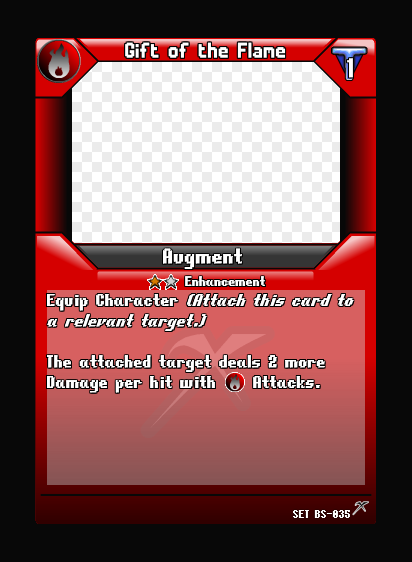 Gift of the Flame
1
Augment
Enhancement
Equip Character (Attach this card to
a relevant target.)
The attached target deals 2 more
Damage per hit with Attacks.
SET BS-035